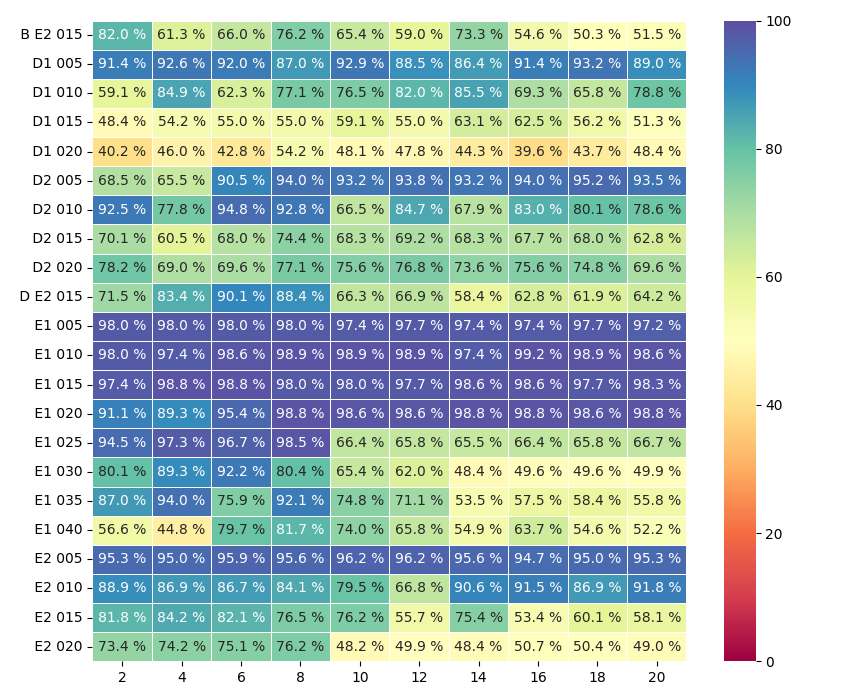 B E2 015 82.0 % 61.3 % 66.0 % 76.2 % 65.4 % 59.0 % 73.3 % 54.6 % 50.3 % 51.5 %
D1 005 91.4 % 92.6 % 92.0 % 87.0 % 92.9 % 88.5 % 86.4 % 91.4 % 93.2 % 89.0 %
D1 010 59.1 % 84.9 % 62.3 % 77.1 % 76.5 % 82.0 % 85.5 % 69.3 % 65.8 % 78.8 %
D1 015 48.4 % 54.2 % 55.0 % 55.0 % 59.1 % 55.0 % 63.1 % 62.5 % 56.2 % 51.3 %
D1 020 40.2 % 46.0 % 42.8 % 54.2 % 48.1 % 47.8 % 44.3 % 39.6 % 43.7 % 48.4 %
D2 005 68.5 % 65.5 % 90.5 % 94.0 % 93.2 % 93.8 % 93.2 % 94.0 % 95.2 % 93.5 %
D2 010 92.5 % 77.8 % 94.8 % 92.8 % 66.5 % 84.7 % 67.9 % 83.0 % 80.1 % 78.6 %
D2 015 70.1 % 60.5 % 68.0 % 74.4 % 68.3 % 69.2 % 68.3 % 67.7 % 68.0 % 62.8 %
D2 020 78.2 % 69.0 % 69.6 % 77.1 % 75.6 % 76.8 % 73.6 % 75.6 % 74.8 % 69.6 %
D E2 015 71.5 % 83.4 % 90.1 % 88.4 % 66.3 % 66.9 % 58.4 % 62.8 % 61.9 % 64.2 %
E1 005 98.0 % 98.0 % 98.0 % 98.0 % 97.4 % 97.7 % 97.4 % 97.4 % 97.7 % 97.2 %
E1 010 98.0 % 97.4 % 98.6 % 98.9 % 98.9 % 98.9 % 97.4 % 99.2 % 98.9 % 98.6 %
E1 015 97.4 % 98.8 % 98.8 % 98.0 % 98.0 % 97.7 % 98.6 % 98.6 % 97.7 % 98.3 %
E1 020 91.1 % 89.3 % 95.4 % 98.8 % 98.6 % 98.6 % 98.8 % 98.8 % 98.6 % 98.8 %
E1 025 94.5 % 97.3 % 96.7 % 98.5 % 66.4 % 65.8 % 65.5 % 66.4 % 65.8 % 66.7 %
E1 030 80.1 % 89.3 % 92.2 % 80.4 % 65.4 % 62.0 % 48.4 % 49.6 % 49.6 % 49.9 %
E1 035 87.0 % 94.0 % 75.9 % 92.1 % 74.8 % 71.1 % 53.5 % 57.5 % 58.4 % 55.8 %
E1 040 56.6 % 44.8 % 79.7 % 81.7 % 74.0 % 65.8 % 54.9 % 63.7 % 54.6 % 52.2 %
E2 005 95.3 % 95.0 % 95.9 % 95.6 % 96.2 % 96.2 % 95.6 % 94.7 % 95.0 % 95.3 %
E2 010 88.9 % 86.9 % 86.7 % 84.1 % 79.5 % 66.8 % 90.6 % 91.5 % 86.9 % 91.8 %
E2 015 81.8 % 84.2 % 82.1 % 76.5 % 76.2 % 55.7 % 75.4 % 53.4 % 60.1 % 58.1 %
E2 020 73.4 % 74.2 % 75.1 % 76.2 % 48.2 % 49.9 % 48.4 % 50.7 % 50.4 % 49.0 %
2 4 6 8 10 12 14 16 18 20
100
80
60
40
20
0